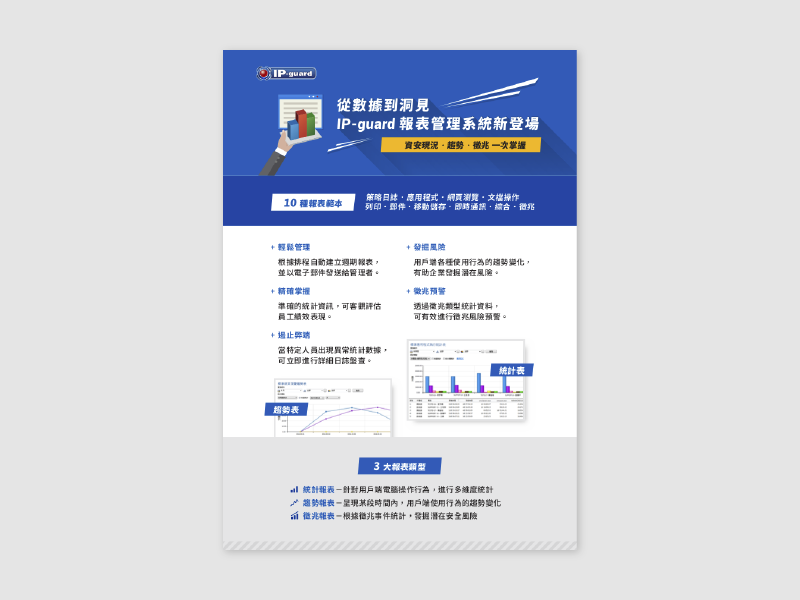 IP-guard
從數據到洞見
IP-guard 報表管理系統新登場
資安現況‧趨勢‧徵兆 一次掌握
10 種報表範本
策略日誌‧應用程式‧網頁瀏覽‧文檔操作
列印‧郵件‧移動儲存‧即時通訊‧綜合‧徵兆
+ 輕鬆管理
根據排程自動建立週期報表，
並以電子郵件發送給管理者。
+ 精確掌握
準確的統計資訊，可客觀評估
員工績效表現。
+ 遏止弊端
當特定人員出現異常統計數據，
可立即進行詳細日誌盤查。
趨勢表
+ 發掘風險
用戶端各種使用行為的趨勢變化，
有助企業發掘潛在風險。
+ 徵兆預警
透過徵兆類型統計資料，
可有效進行徵兆風險預警。
統計表
3 大報表類型
統計報表－針對用戶端電腦操作行為，進行多維度統計
趨勢報表－呈現某段時間內，用戶端使用行為的趨勢變化
徵兆報表－根據徵兆事件統計，發掘潛在安全風險